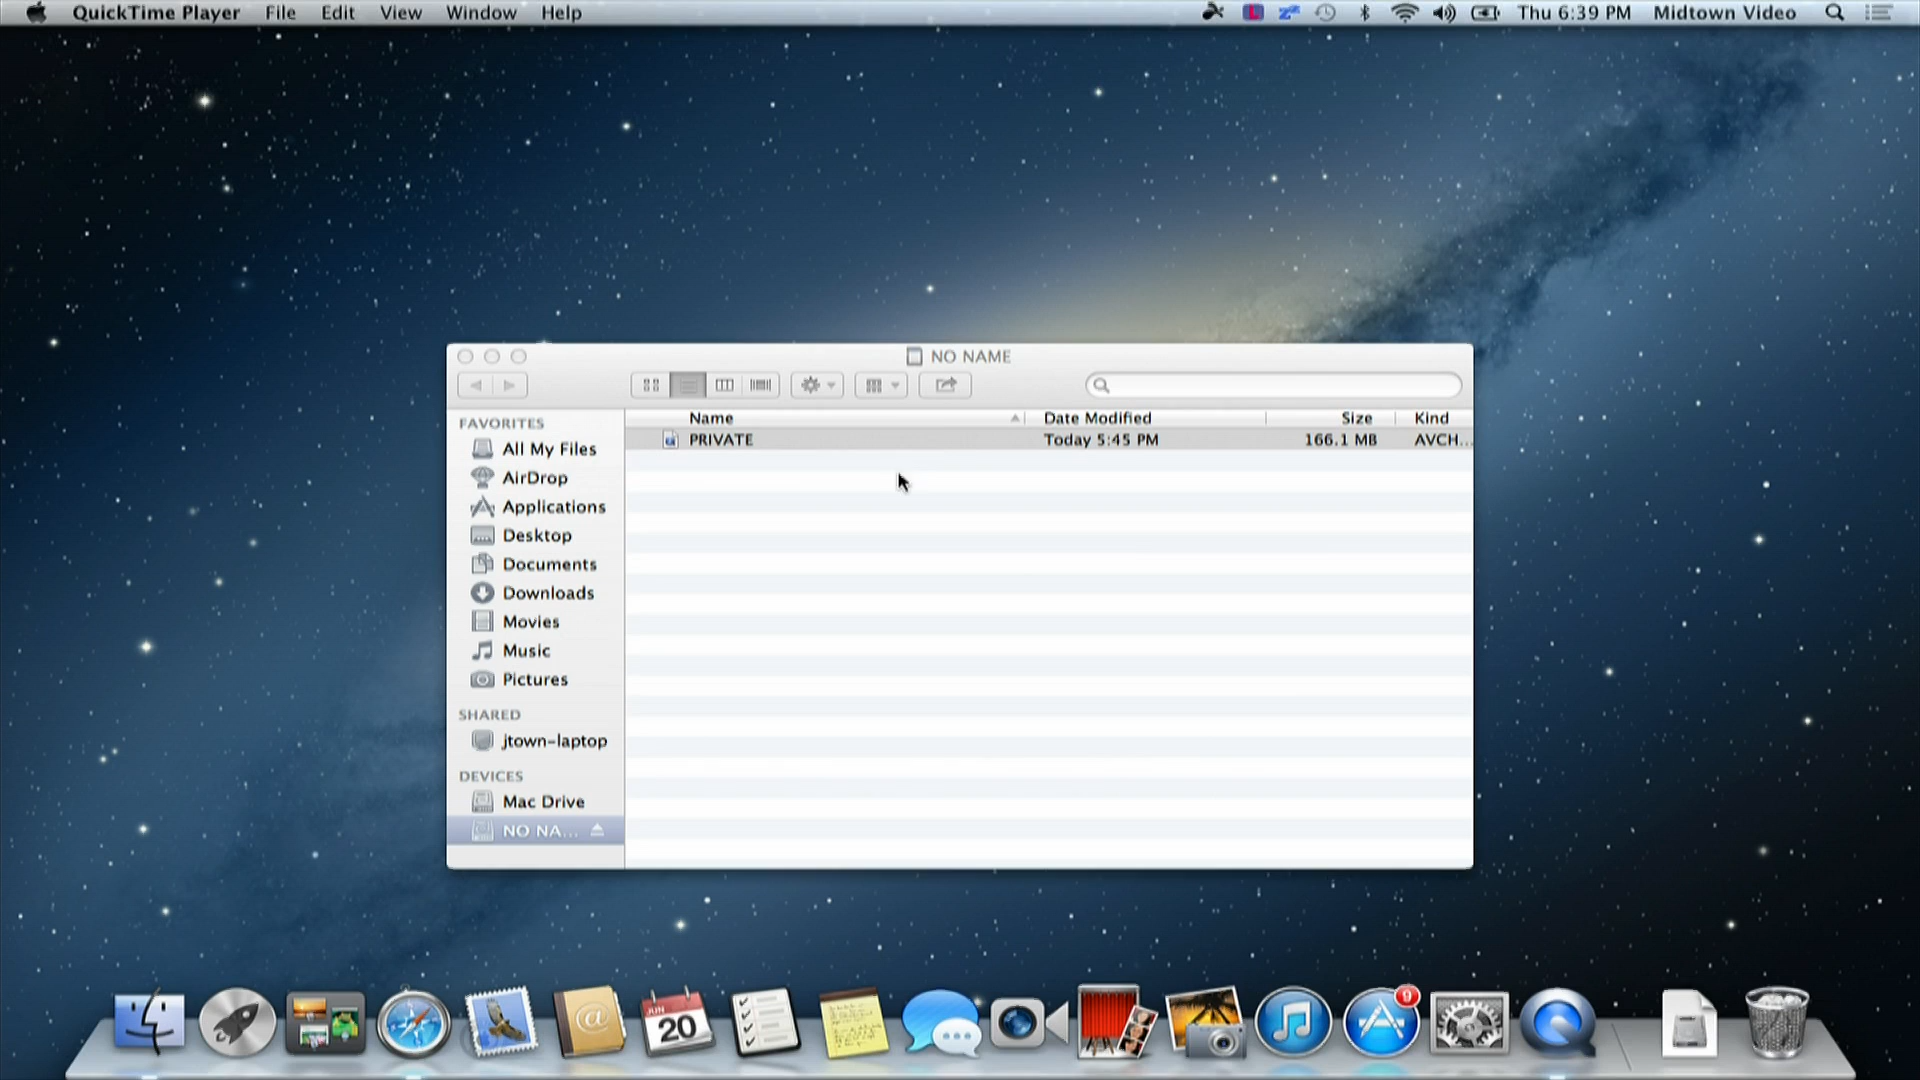 QuickTime Player File Edit View Window Help Thu 6:39 PM Midtown Video
NO NAME
Name Date Modified Size Kind
PRIVATE Today 5:45 PM 166.1 MB AVCH...
FAVORITES
All My Files
AirDrop
Applications
Desktop
Documents
Downloads
Movies
Music
Pictures
SHARED
jtown-laptop
DEVICES
Mac Drive
NO NA...
JUN
20
9